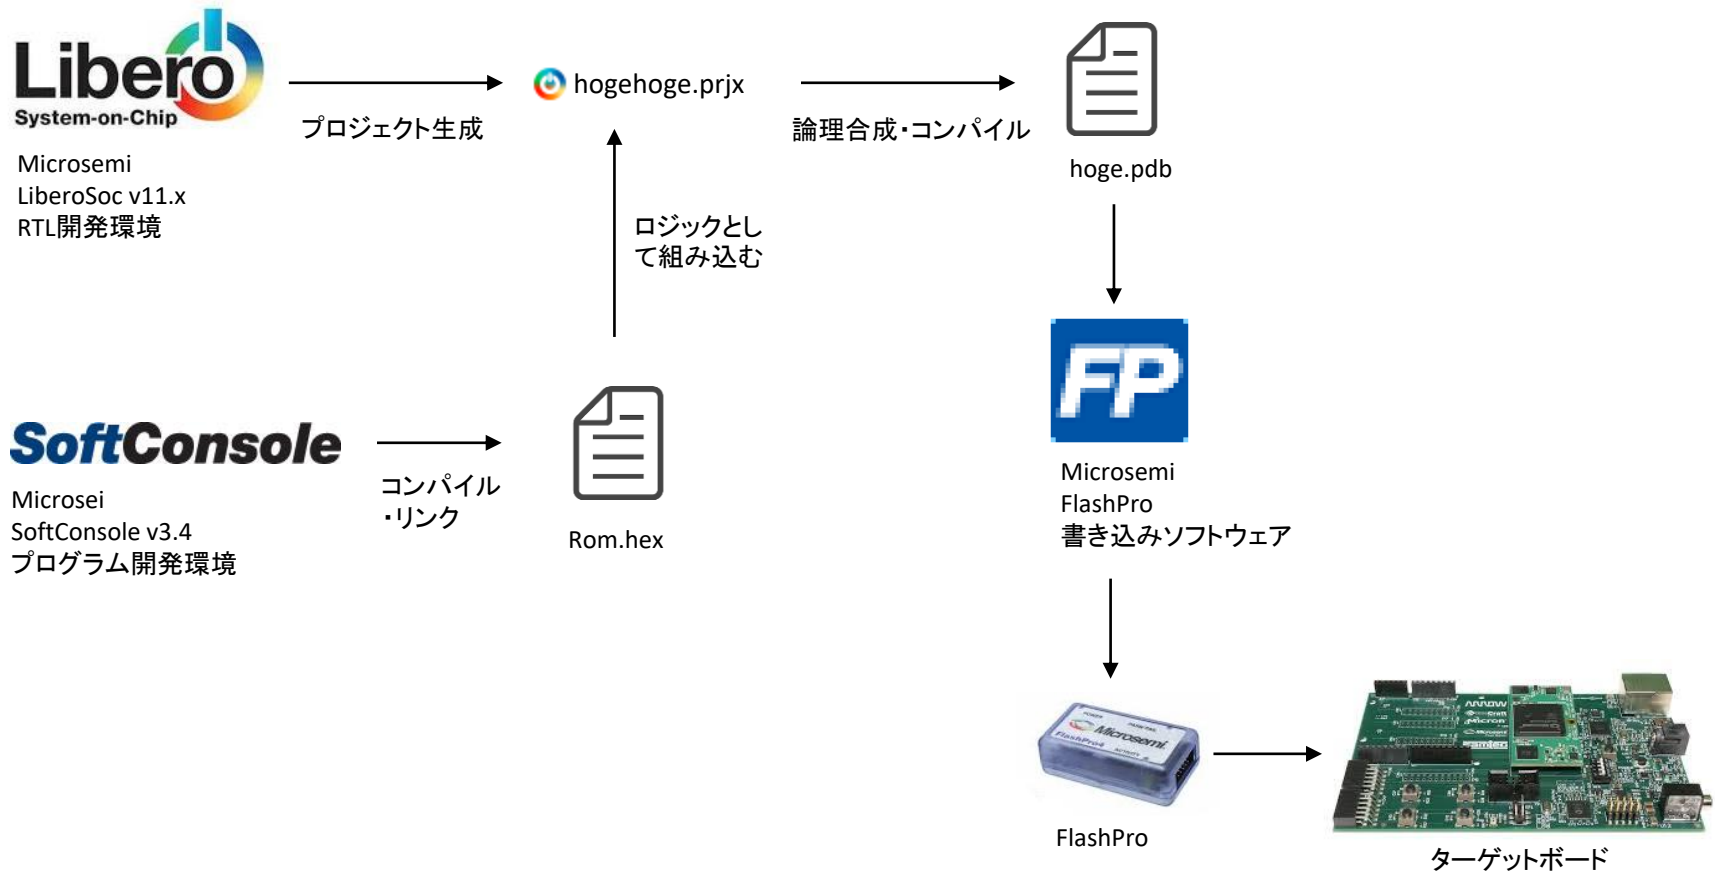 Libero
System-on-Chip
Microsemi
LiberoSoc v11.x
RTL開発環境
プロジェクト生成
hogehoge.prjx
論理合成・コンパイル
hoge.pdb
ロジックとし
て組み込む
SoftConsole
Microsei
SoftConsole v3.4
プログラム開発環境
コンパイル
・リンク
Rom.hex
FP
Microsemi
FlashPro
書き込みソフトウェア
POWER
Microsemi.
FlashPro4
FlashPro
ARROW
ターゲットボード